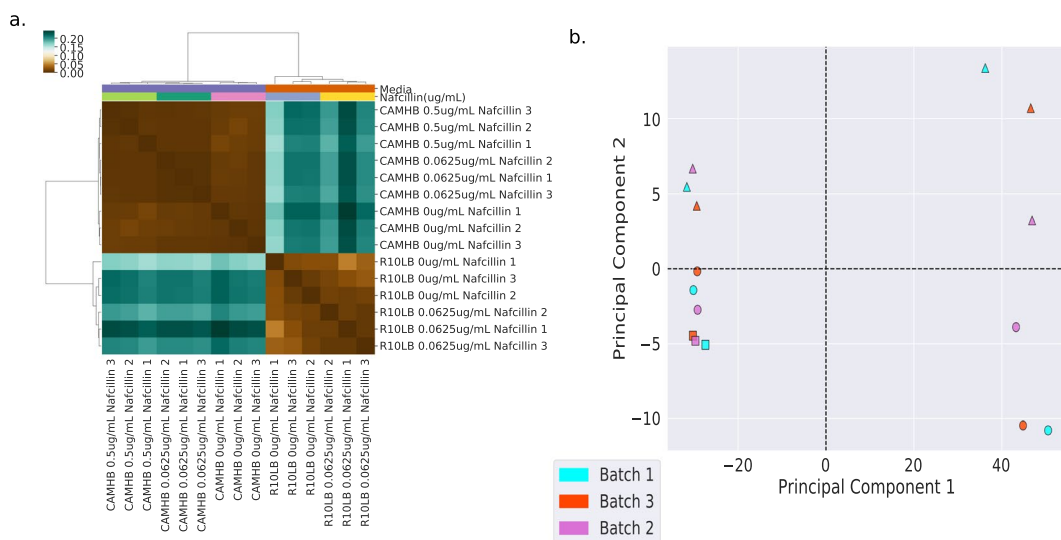 a.
0.20
0.15
0.10
0.05
0.00
Media
Nafcillin(ug/mL)
CAMHB 0.5ug/mL Nafcillin 3
CAMHB 0.5ug/mL Nafcillin 2
CAMHB 0.5ug/mL Nafcillin 1
CAMHB 0.0625ug/mL Nafcillin 2
CAMHB 0.0625ug/mL Nafcillin 1
CAMHB 0.0625ug/mL Nafcillin 3
CAMHB 0ug/mL Nafcillin 1
CAMHB 0ug/mL Nafcillin 2
CAMHB 0ug/mL Nafcillin 3
R10LB 0ug/mL Nafcillin 1
R10LB 0ug/mL Nafcillin 3
R10LB 0ug/mL Nafcillin 2
R10LB 0.0625ug/mL Nafcillin 2
R10LB 0.0625ug/mL Nafcillin 1
R10LB 0.0625ug/mL Nafcillin 3
CAMHB 0.5ug/mL Nafcillin 3
CAMHB 0.5ug/mL Nafcillin 2
CAMHB 0.5ug/mL Nafcillin 1
CAMHB 0.0625ug/mL Nafcillin 2
CAMHB 0.0625ug/mL Nafcillin 1
CAMHB 0.0625ug/mL Nafcillin 3
CAMHB 0ug/mL Nafcillin 1
CAMHB 0ug/mL Nafcillin 2
CAMHB 0ug/mL Nafcillin 3
R10LB 0ug/mL Nafcillin 1
R10LB 0ug/mL Nafcillin 3
R10LB 0ug/mL Nafcillin 2
R10LB 0.0625ug/mL Nafcillin 2
R10LB 0.0625ug/mL Nafcillin 1
R10LB 0.0625ug/mL Nafcillin 3
b.
Principal Component 2
10
5
0
−5
−10
−20
0
20
40
Principal Component 1
Batch 1
Batch 3
Batch 2